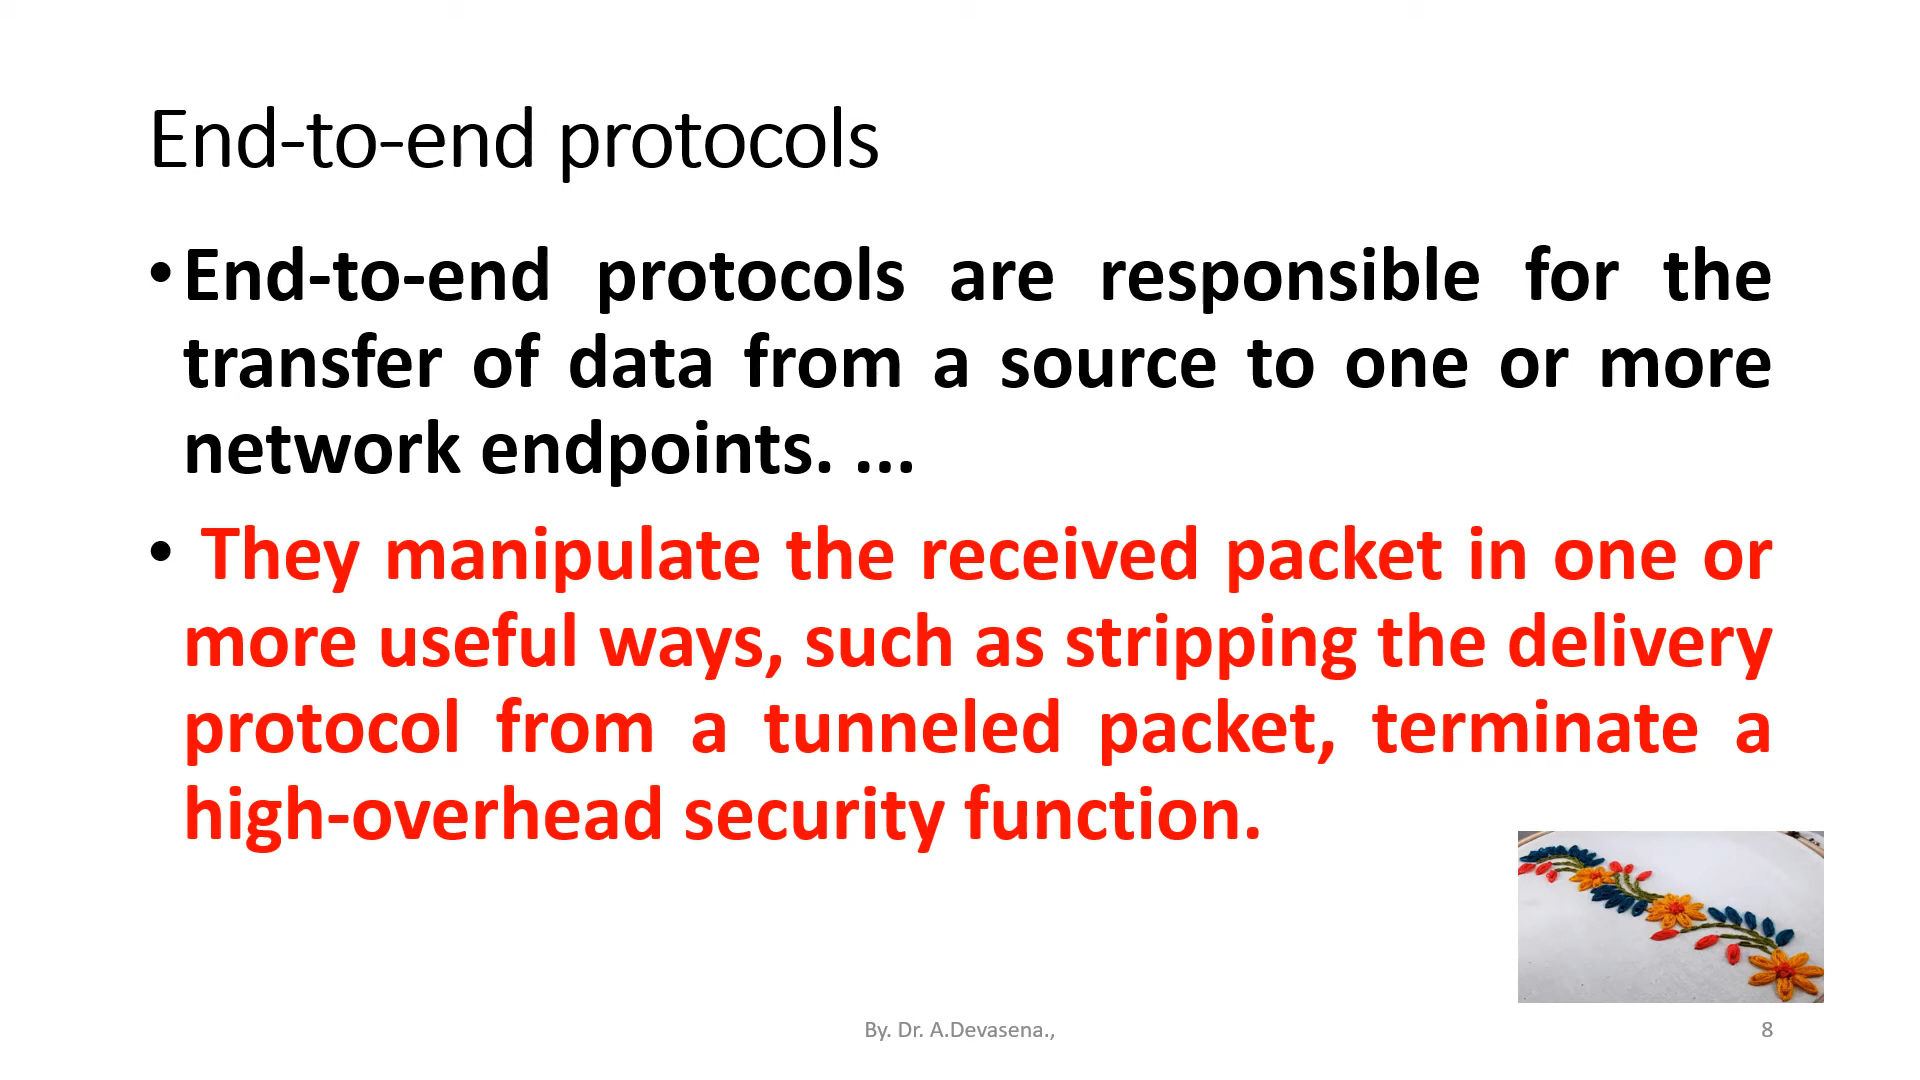 End-to-end protocols
•End-to-end protocols are responsible for the
transfer of data from a source to one or more
network endpoints. ...
• They manipulate the received packet in one or
more useful ways, such as stripping the delivery
protocol from a tunneled packet, terminate a
high-overhead security function.
By. Dr. A.Devasena.,
8